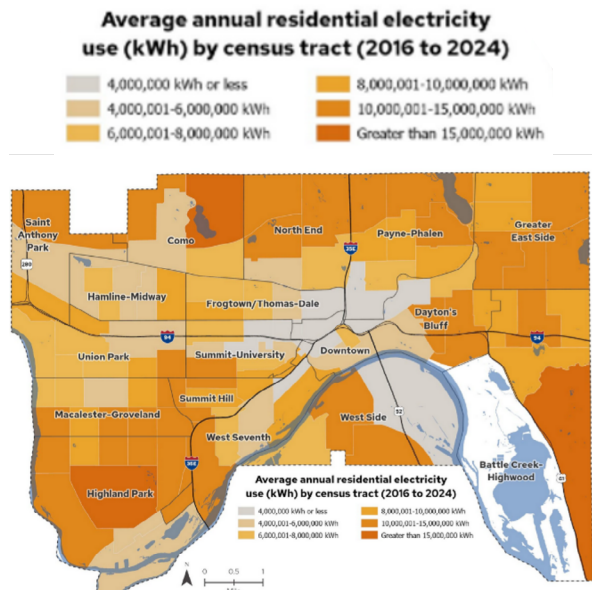 Average annual residential electricity
use (kWh) by census tract (2016 to 2024)
4,000,000 kWh or less
4,000,001-6,000,000 kWh
6,000,001-8,000,000 kWh
8,000,001-10,000,000 kWh
10,000,001-15,000,000 kWh
Greater than 15,000,000 kWh
Saint
Anthony
Park
280
Como
North End
Payne-Phalen
Greater
East Side
Hamline-Midway
Frogtown/Thomas-Dale
Dayton's
Bluff
94
94
Union Park
Summit-University
Downtown
Summit Hill
Macalester-Groveland
West Side
52
West Seventh
Highland Park
Battle Creek-
Highwood
Average annual residential electricity
use (kWh) by census tract (2016 to 2024)
4,000,000 kWh or less
4,000,001-6,000,000 kWh
6,000,001-8,000,000 kWh
8,000,001-10,000,000 kWh
10,000,001-15,000,000 kWh
Greater than 15,000,000 kWh
N
0 0.5 1